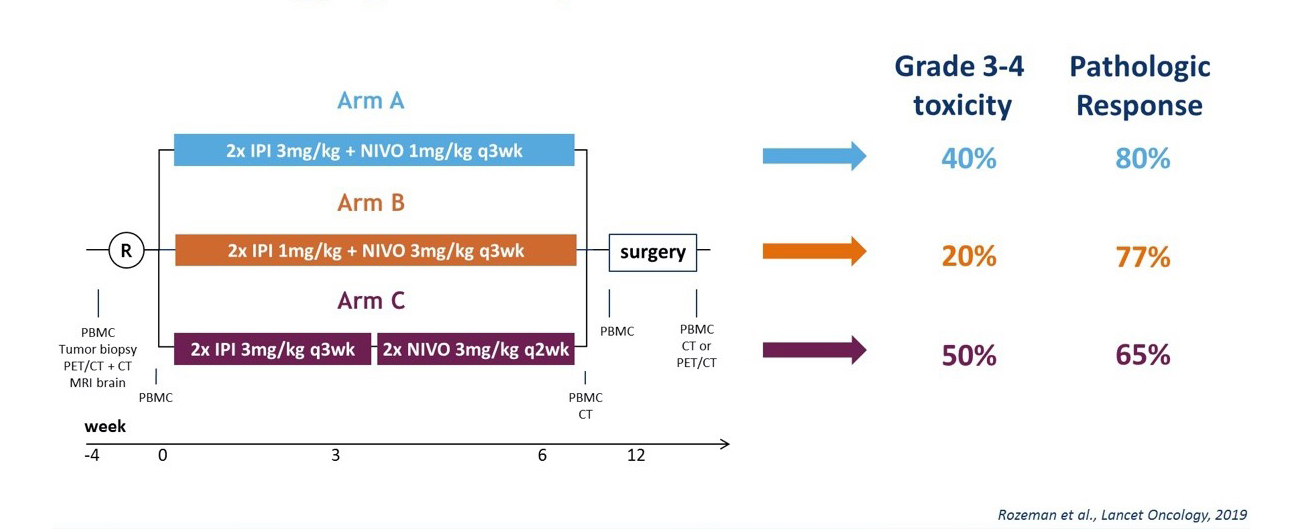 Grade 3-4 toxicity
Pathologic Response
Arm A
2x IPI 3mg/kg + NIVO 1mg/kg q3wk
40%
80%
Arm B
R
2x IPI 1mg/kg + NIVO 3mg/kg q3wk
surgery
20%
77%
Arm C
2x IPI 3mg/kg q3wk
2x NIVO 3mg/kg q2wk
50%
65%
PBMC
Tumor biopsy
PET/CT + CT
MRI brain
PBMC
PBMC
CT
PBMC
PBMC
CT or
PET/CT
week
-4 0 3 6 12
Rozeman et al., Lancet Oncology, 2019